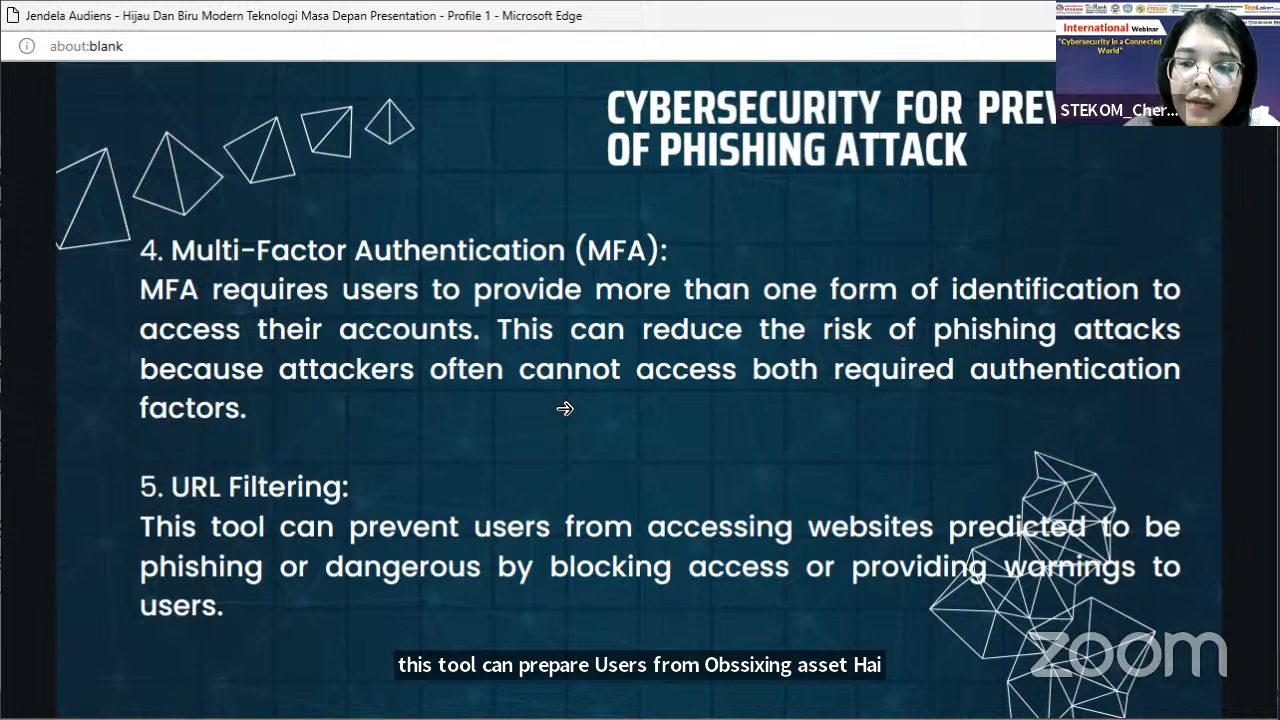 Jendela Audiens - Hijau Dan Biru Modern Teknologi Masa Depan Presentation - Profile 1 - Microsoft Edge
about:blank
International Webinar
"Cybersecurity in a Connected
World"
STEKOM_Cher...
CYBERSECURITY FOR PREV
OF PHISHING ATTACK
4. Multi-Factor Authentication (MFA):
MFA requires users to provide more than one form of identification to
access their accounts. This can reduce the risk of phishing attacks
because attackers often cannot access both required authentication
factors.
5. URL Filtering:
This tool can prevent users from accessing websites predicted to be
phishing or dangerous by blocking access or providing warnings to
users.
zoom
this tool can prepare Users from Obssixing asset Hai